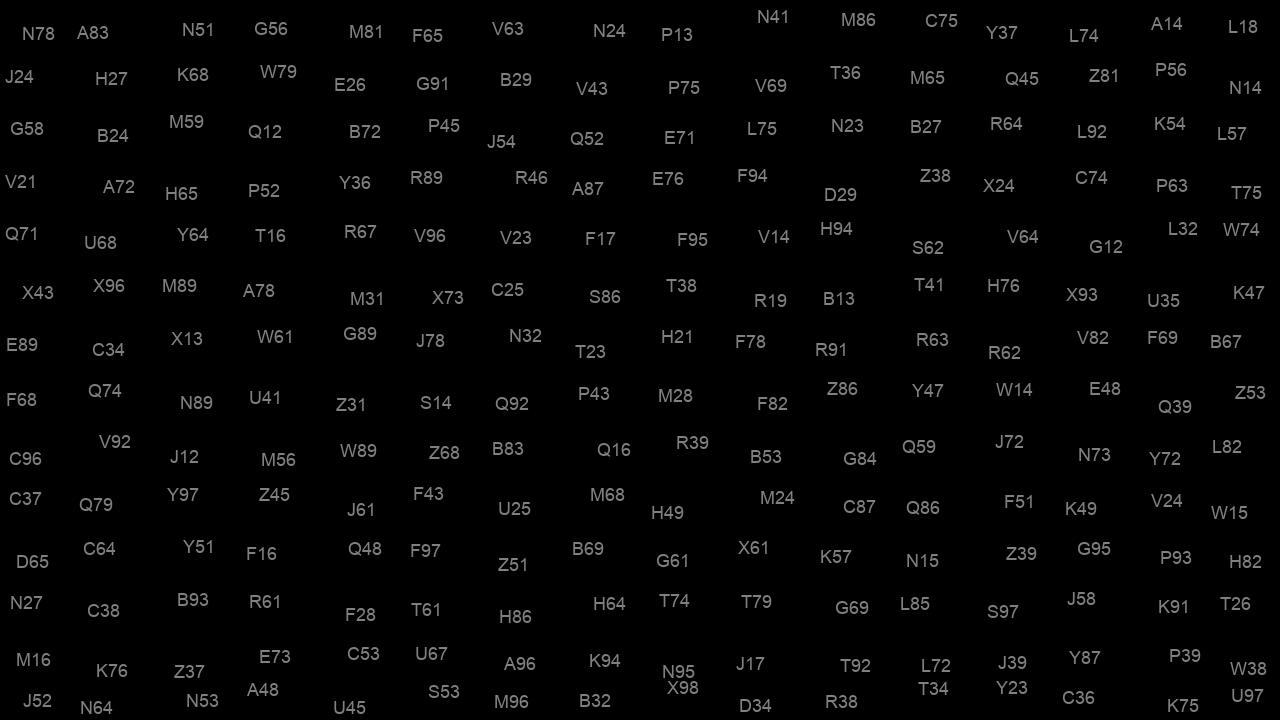 N78 A83 N51 G56 M81 F65 V63 N24 P13 N41 M86 C75 Y37 L74 A14 L18
J24 H27 K68 W79 E26 G91 B29 V43 P75 V69 T36 M65 Q45 Z81 P56 N14
G58 B24 M59 Q12 B72 P45 J54 Q52 E71 L75 N23 B27 R64 L92 K54 L57
V21 A72 H65 P52 Y36 R89 R46 A87 E76 F94 D29 Z38 X24 C74 P63 T75
Q71 U68 Y64 T16 R67 V96 V23 F17 F95 V14 H94 S62 V64 G12 L32 W74
X43 X96 M89 A78 M31 X73 C25 S86 T38 R19 B13 T41 H76 X93 U35 K47
E89 C34 X13 W61 G89 J78 N32 T23 H21 F78 R91 R63 R62 V82 F69 B67
F68 Q74 N89 U41 Z31 S14 Q92 P43 M28 F82 Z86 Y47 W14 E48 Q39 Z53
C96 V92 J12 M56 W89 Z68 B83 Q16 R39 B53 G84 Q59 J72 N73 Y72 L82
C37 Q79 Y97 Z45 J61 F43 U25 M68 H49 M24 C87 Q86 F51 K49 V24 W15
D65 C64 Y51 F16 Q48 F97 Z51 B69 G61 X61 K57 N15 Z39 G95 P93 H82
N27 C38 B93 R61 F28 T61 H86 H64 T74 T79 G69 L85 S97 J58 K91 T26
M16 K76 Z37 E73 C53 U67 A96 K94 N95 J17 T92 L72 J39 Y87 P39 W38
J52 N64 N53 A48 U45 S53 M96 B32 X98 D34 R38 T34 Y23 C36 K75 U97